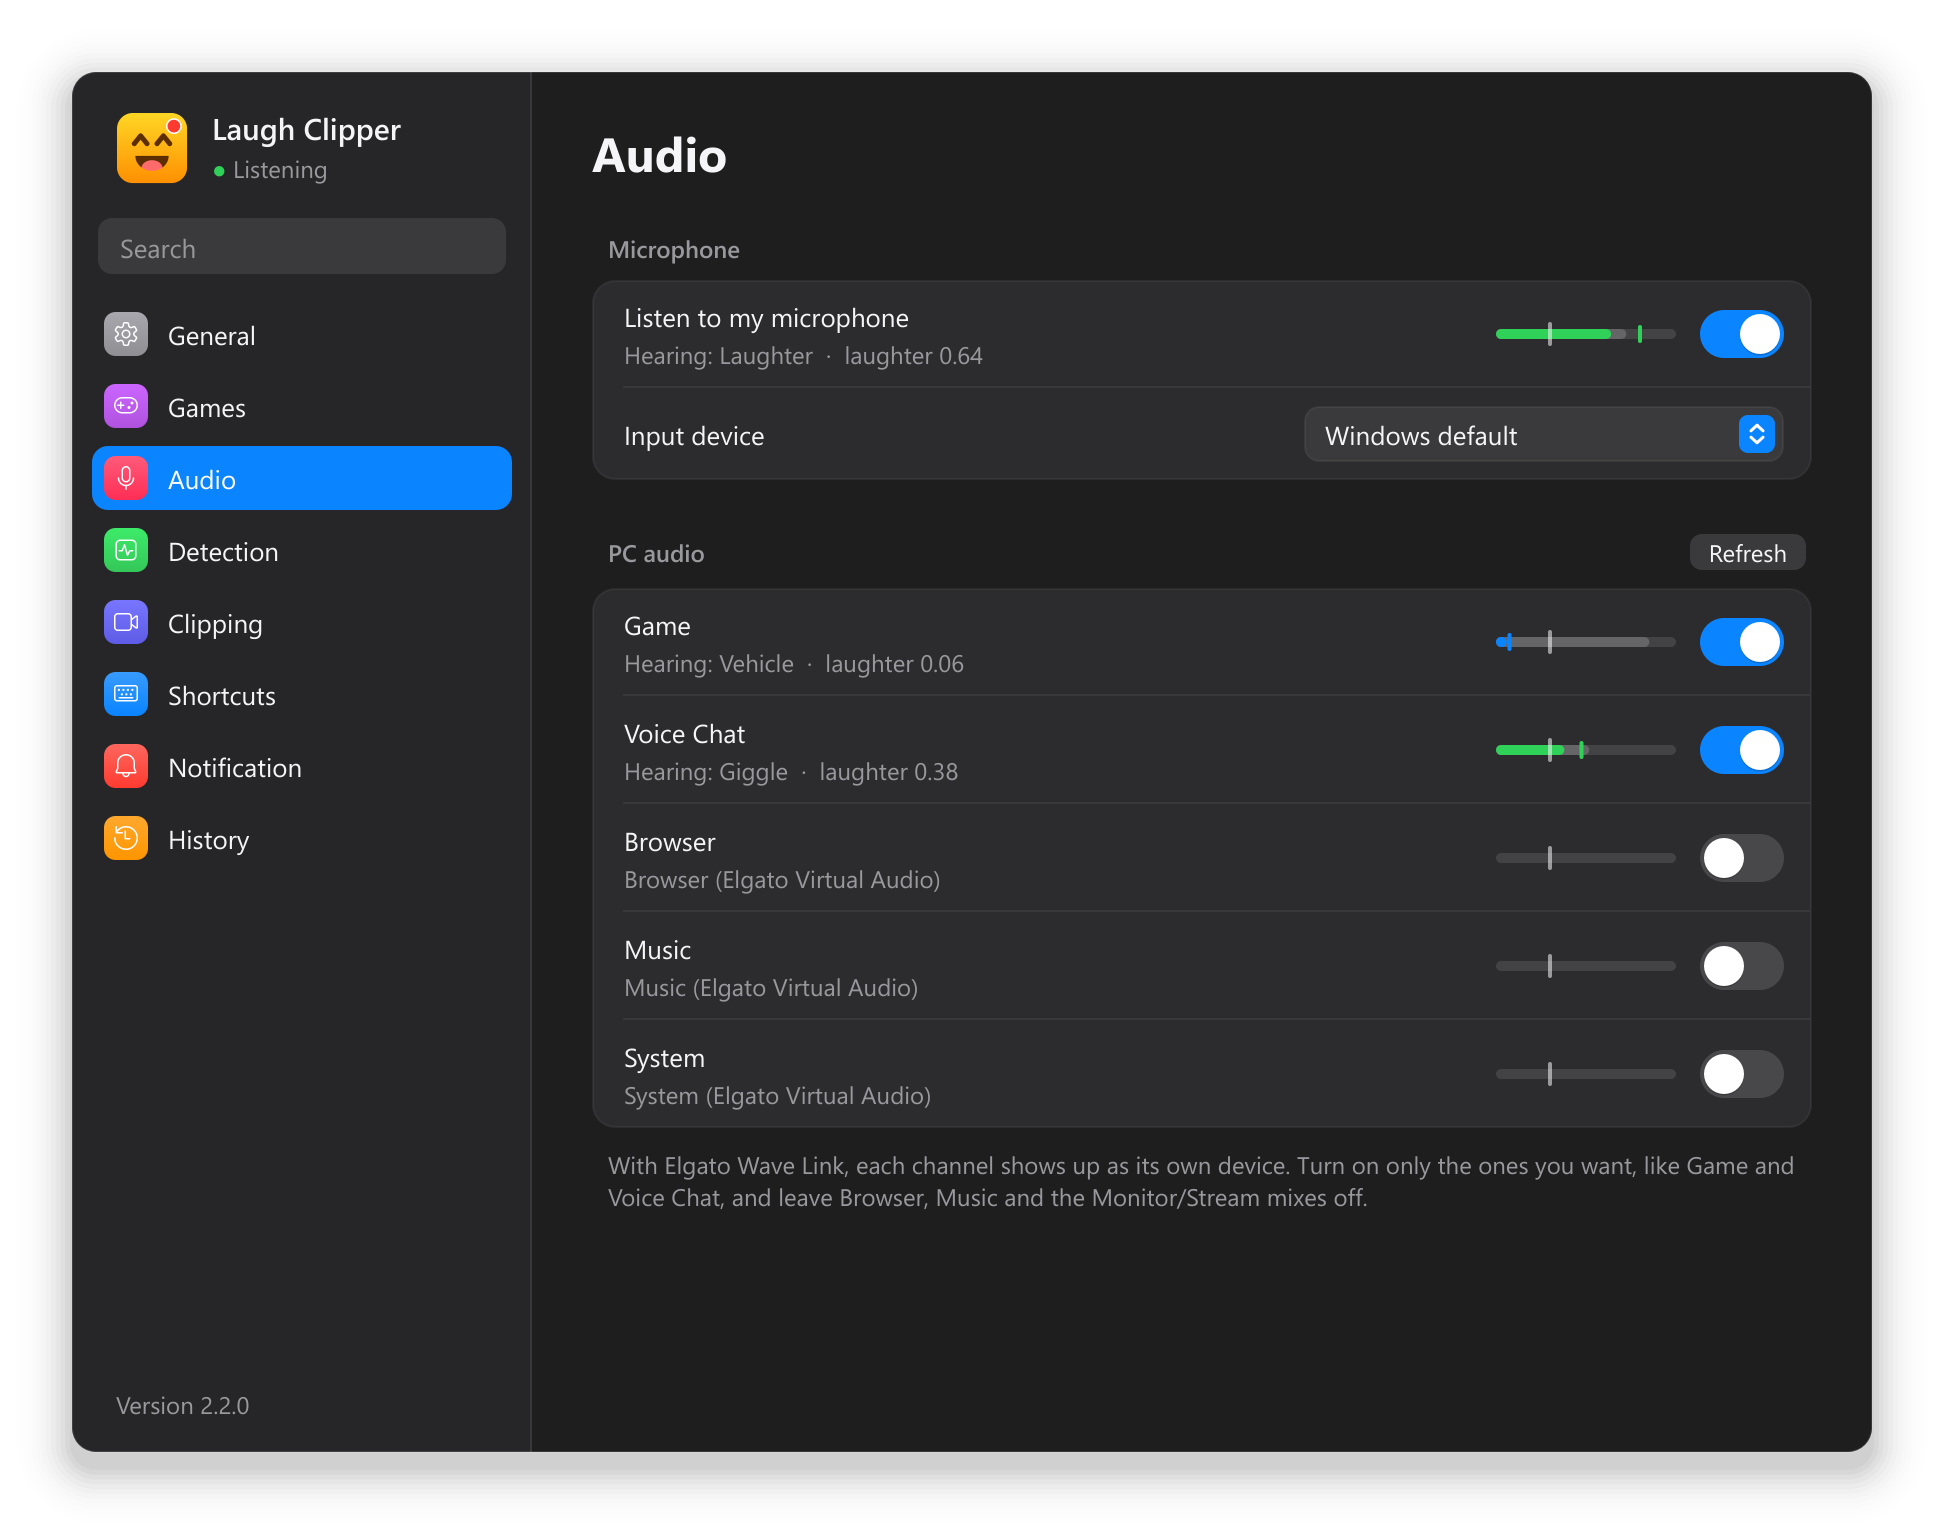 Laugh Clipper
Listening
Search
General
Games
Audio
Detection
Clipping
Shortcuts
Notification
History
Version 2.2.0
Audio
Microphone
Listen to my microphone
Hearing: Laughter · laughter 0.64
Input device
Windows default
PC audio
Refresh
Game
Hearing: Vehicle · laughter 0.06
Voice Chat
Hearing: Giggle · laughter 0.38
Browser
Browser (Elgato Virtual Audio)
Music
Music (Elgato Virtual Audio)
System
System (Elgato Virtual Audio)
With Elgato Wave Link, each channel shows up as its own device. Turn on only the ones you want, like Game and
Voice Chat, and leave Browser, Music and the Monitor/Stream mixes off.